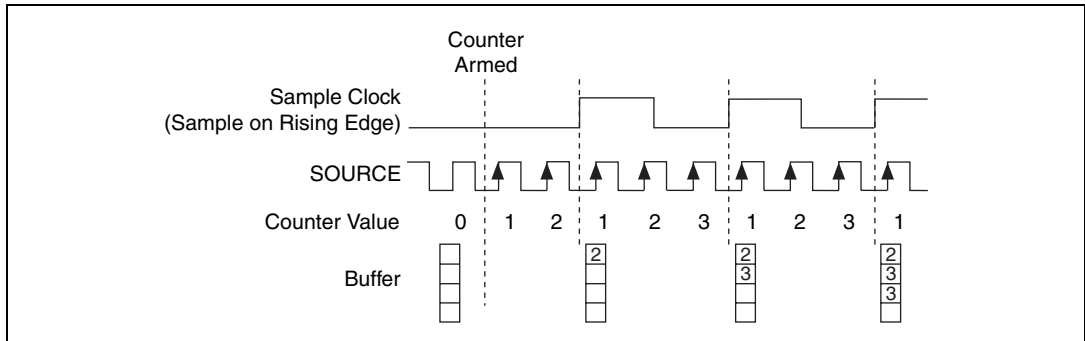 Counter
Armed
Sample Clock
(Sample on Rising Edge)
SOURCE
Counter Value 0 1 2 1 2 3 1 2 3 1
Buffer
2 2 2
3 3
3